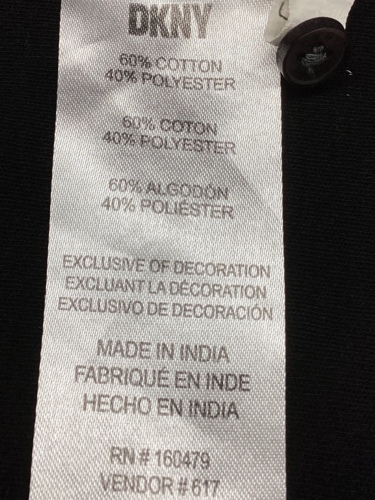 DKNY
60% COTTON
40% POLYESTER
60% COTON
40% POLYESTER
60% ALGODÓN
40% POLIÉSTER
EXCLUSIVE OF DECORATION
EXCLUANT LA DÉCORATION
EXCLUSIVO DE DECORACIÓN
MADE IN INDIA
FABRIQUÉ EN INDE
HECHO EN INDIA
RN # 160479
VENDOR # 617